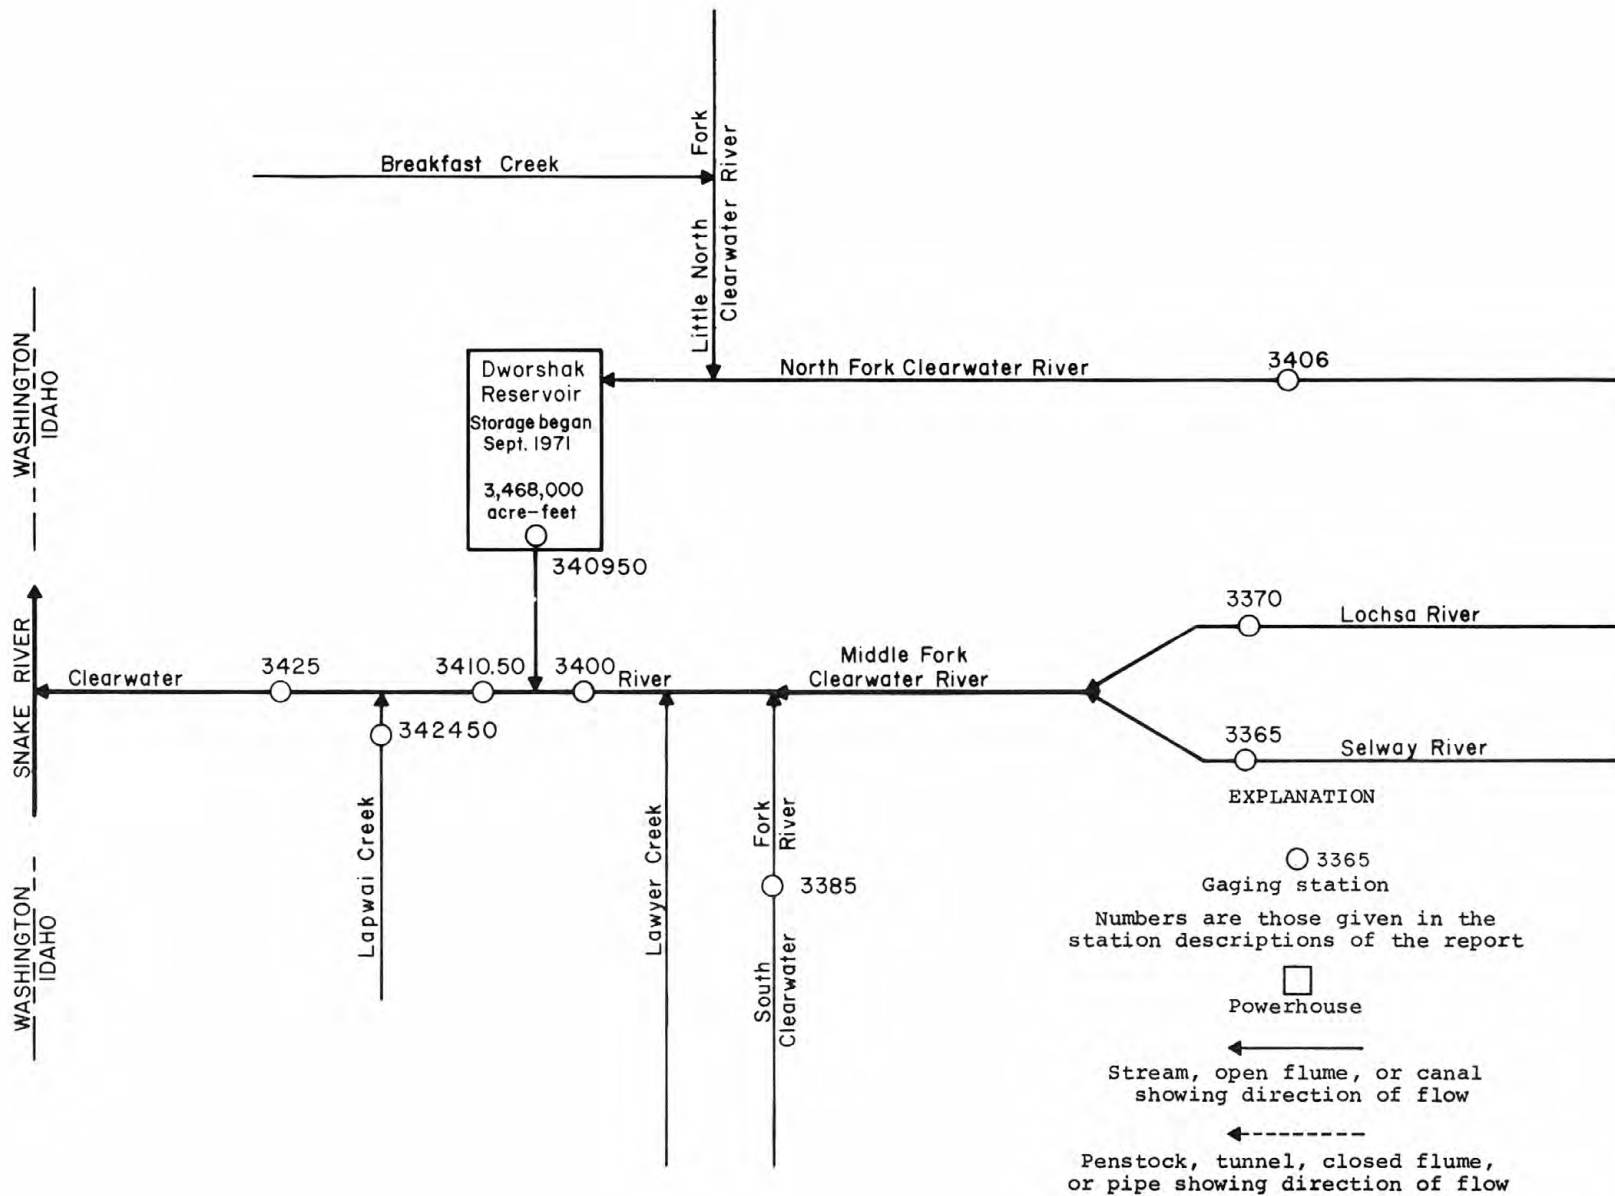 Breakfast Creek
Little North Fork
Clearwater River
WASHINGTON
IDAHO
Dworshak
Reservoir
Storage began
Sept. 1971
3,468,000
acre-feet
340950
North Fork Clearwater River
3406
SNAKE RIVER
Clearwater
3425
3410.50
3400
River
Middle Fork
Clearwater River
3370
Lochsa River
3365
Selway River
342450
Lapwai Creek
Lawyer Creek
South Fork
Clearwater River
3385
WASHINGTON
IDAHO
EXPLANATION
3365
Gaging station
Numbers are those given in the
station descriptions of the report
Powerhouse
Stream, open flume, or canal
showing direction of flow
Penstock, tunnel, closed flume,
or pipe showing direction of flow